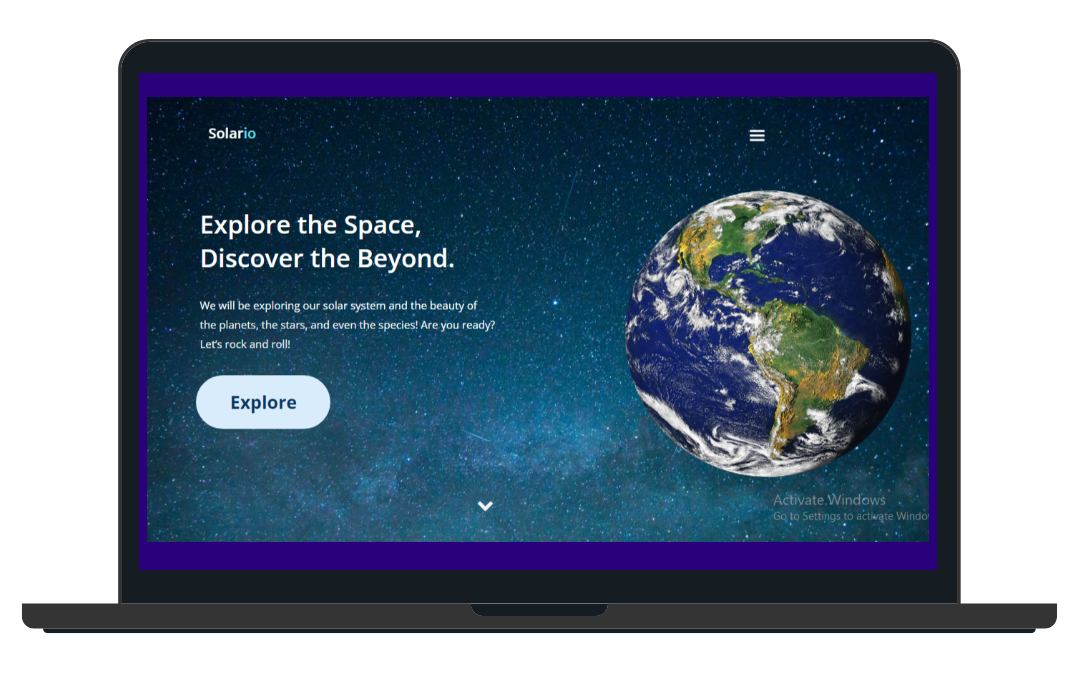 Solario
Explore the Space,
Discover the Beyond.
We will be exploring our solar system and the beauty of
the planets, the stars, and even the species! Are you ready?
Let's rock and roll!
Explore
Activate Windows
Go to Settings to activate Windo